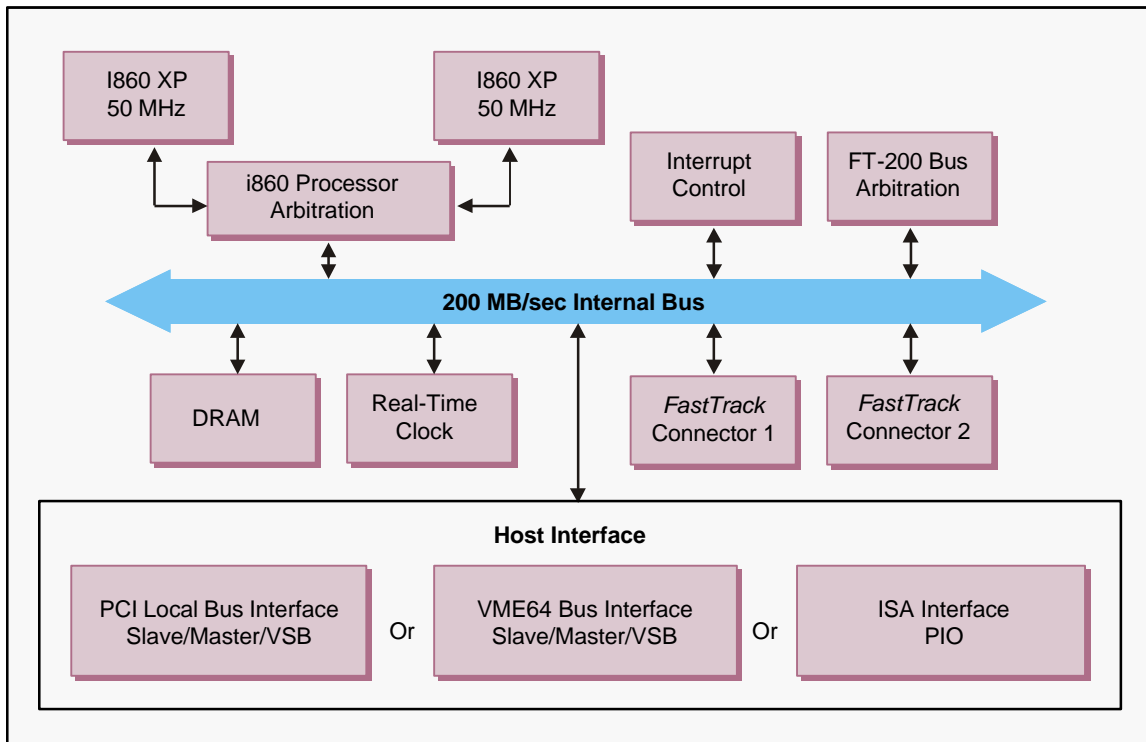 I860 XP
50 MHz
I860 XP
50 MHz
i860 Processor
Arbitration
Interrupt
Control
FT-200 Bus
Arbitration
200 MB/sec Internal Bus
DRAM
Real-Time
Clock
FastTrack
Connector 1
FastTrack
Connector 2
Host Interface
PCI Local Bus Interface
Slave/Master/VSB
Or
VME64 Bus Interface
Slave/Master/VSB
Or
ISA Interface
PIO